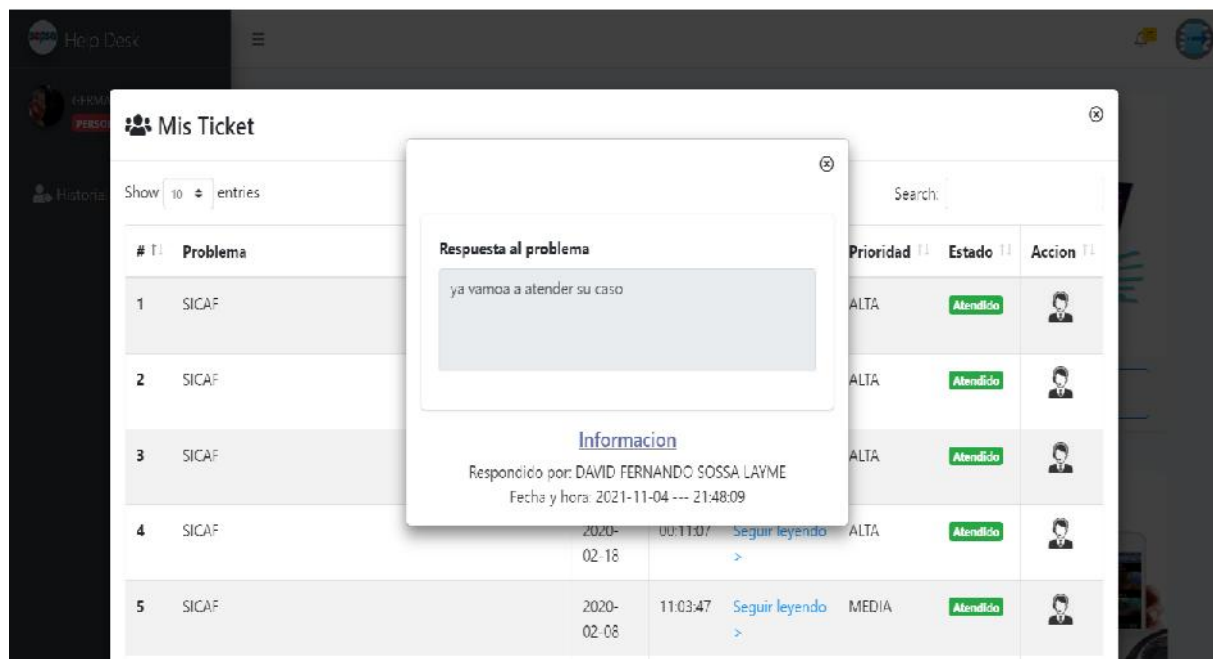 Help Desk
Mis Ticket
Show 10 entries
Search:
# Problema Prioridad Estado Accion
1 SICAF ALTA Atendido
2 SICAF ALTA Atendido
3 SICAF ALTA Atendido
4 SICAF 2020-02-18 00:11:07 Seguir leyendo > ALTA Atendido
5 SICAF 2020-02-08 11:03:47 Seguir leyendo > MEDIA Atendido
Respuesta al problema
ya vamoa a atender su caso
Informacion
Respondido por: DAVID FERNANDO SOSSA LAYME
Fecha y hora: 2021-11-04 --- 21:48:09